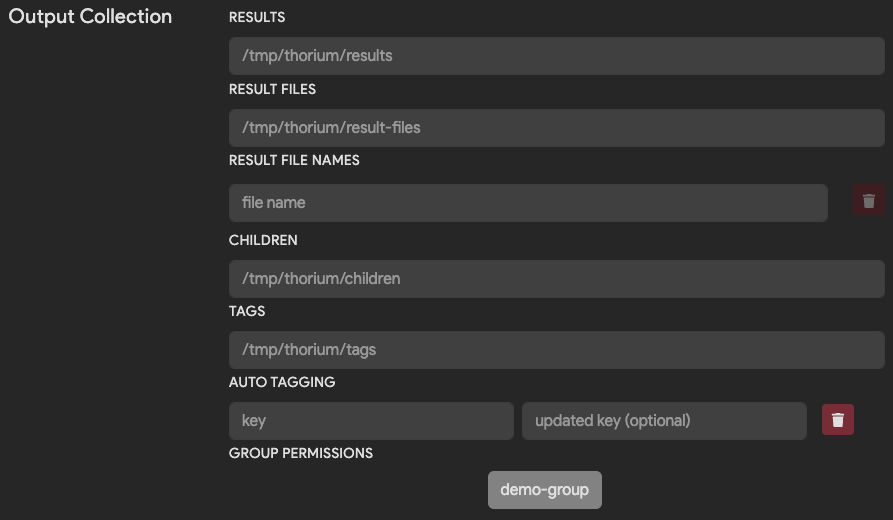 Output Collection
RESULTS
/tmp/thorium/results
RESULT FILES
/tmp/thorium/result-files
RESULT FILE NAMES
file name
CHILDREN
/tmp/thorium/children
TAGS
/tmp/thorium/tags
AUTO TAGGING
key updated key (optional)
GROUP PERMISSIONS
demo-group